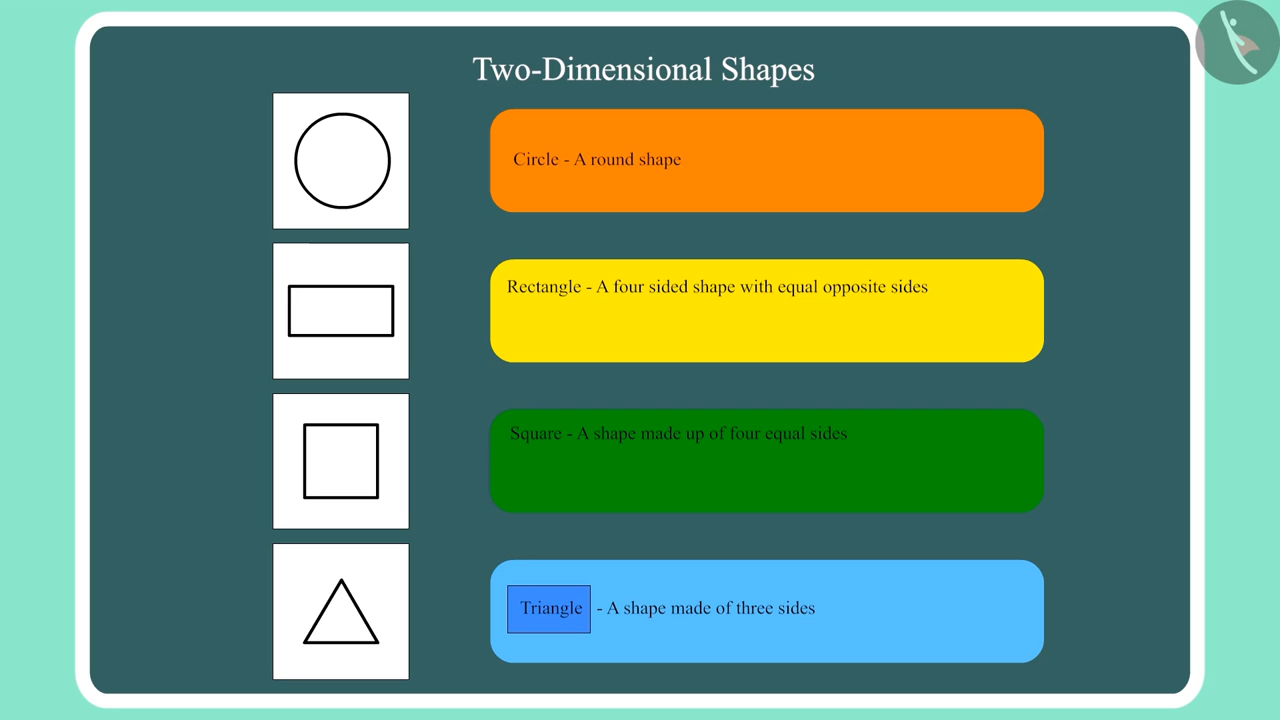 Two-Dimensional Shapes
Circle - A round shape
Rectangle - A four sided shape with equal opposite sides
Square - A shape made up of four equal sides
Triangle - A shape made of three sides